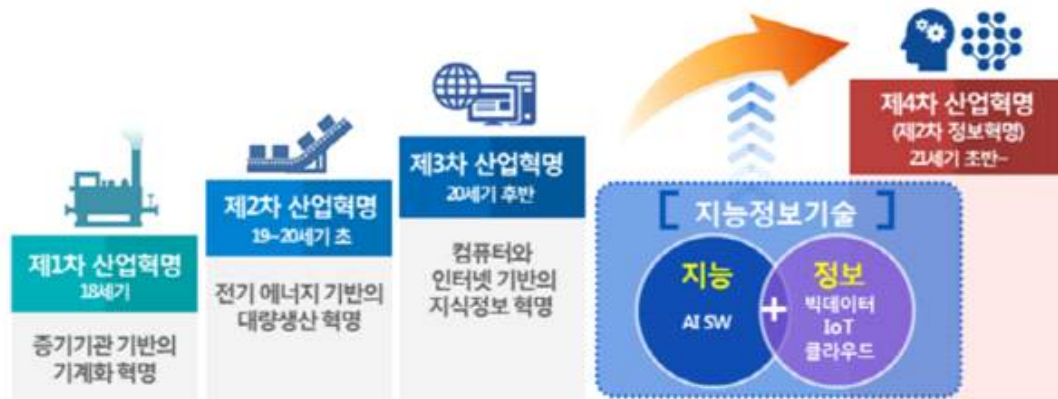 제1차 산업혁명
18세기
증기기관 기반의
기계화 혁명
제2차 산업혁명
19~20세기 초
전기 에너지 기반의
대량생산 혁명
제3차 산업혁명
20세기 후반
컴퓨터와
인터넷 기반의
지식정보 혁명
[ 지능정보기술 ]
지능
AI SW
+
정보
빅데이터
IoT
클라우드
제4차 산업혁명
(제2차 정보혁명)
21세기 초반~